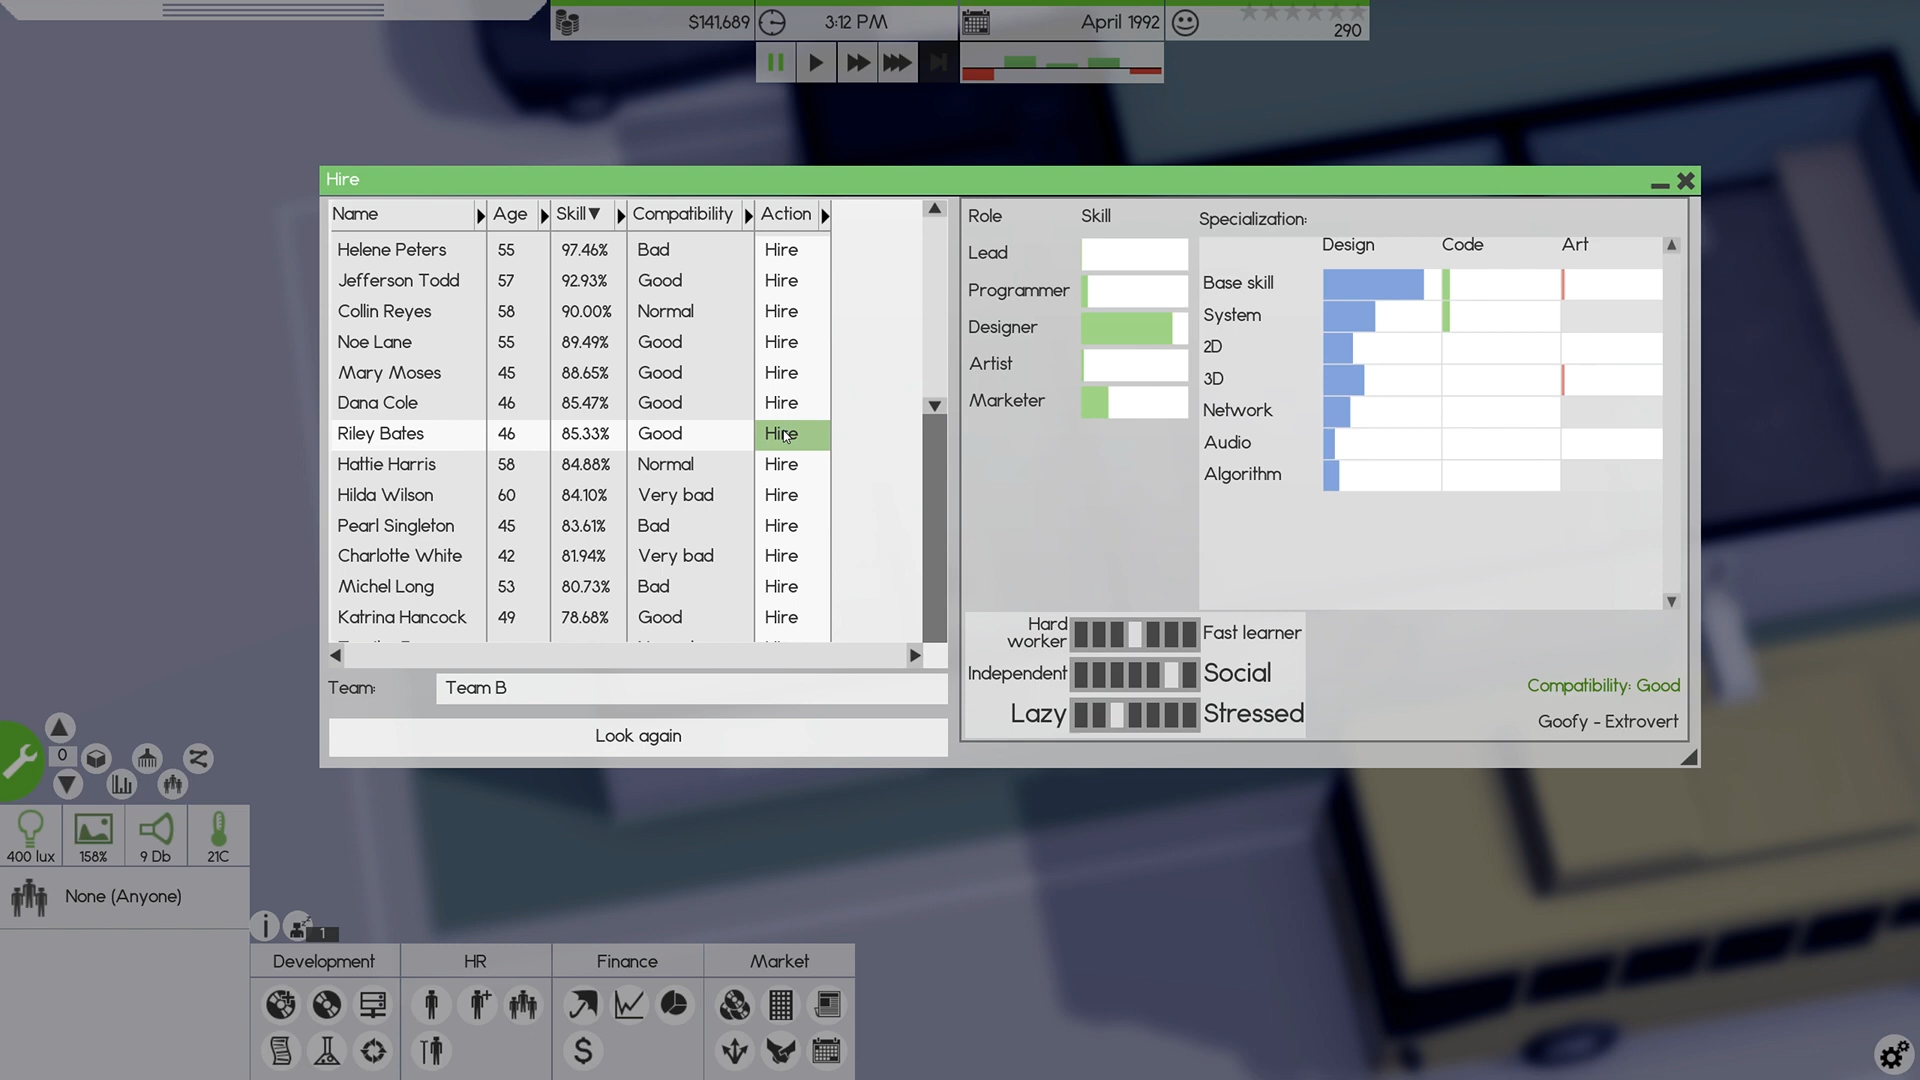 $141,689
3:12 PM
April 1992
290
Hire
Name Age Skill▼ Compatibility Action
Helene Peters 55 97.46% Bad Hire
Jefferson Todd 57 92.93% Good Hire
Collin Reyes 58 90.00% Normal Hire
Noe Lane 55 89.49% Good Hire
Mary Moses 45 88.65% Good Hire
Dana Cole 46 85.47% Good Hire
Riley Bates 46 85.33% Good Hire
Hattie Harris 58 84.88% Normal Hire
Hilda Wilson 60 84.10% Very bad Hire
Pearl Singleton 45 83.61% Bad Hire
Charlotte White 42 81.94% Very bad Hire
Michel Long 53 80.73% Bad Hire
Katrina Hancock 49 78.68% Good Hire
Team: Team B
Look again
Role Skill
Lead
Programmer
Designer
Artist
Marketer
Specialization:
Design Code Art
Base skill
System
2D
3D
Network
Audio
Algorithm
Hard worker Fast learner
Independent Social
Lazy Stressed
Compatibility: Good
Goofy - Extrovert
0
400 lux 158% 9 Db 21C
None (Anyone)
1
Development HR Finance Market